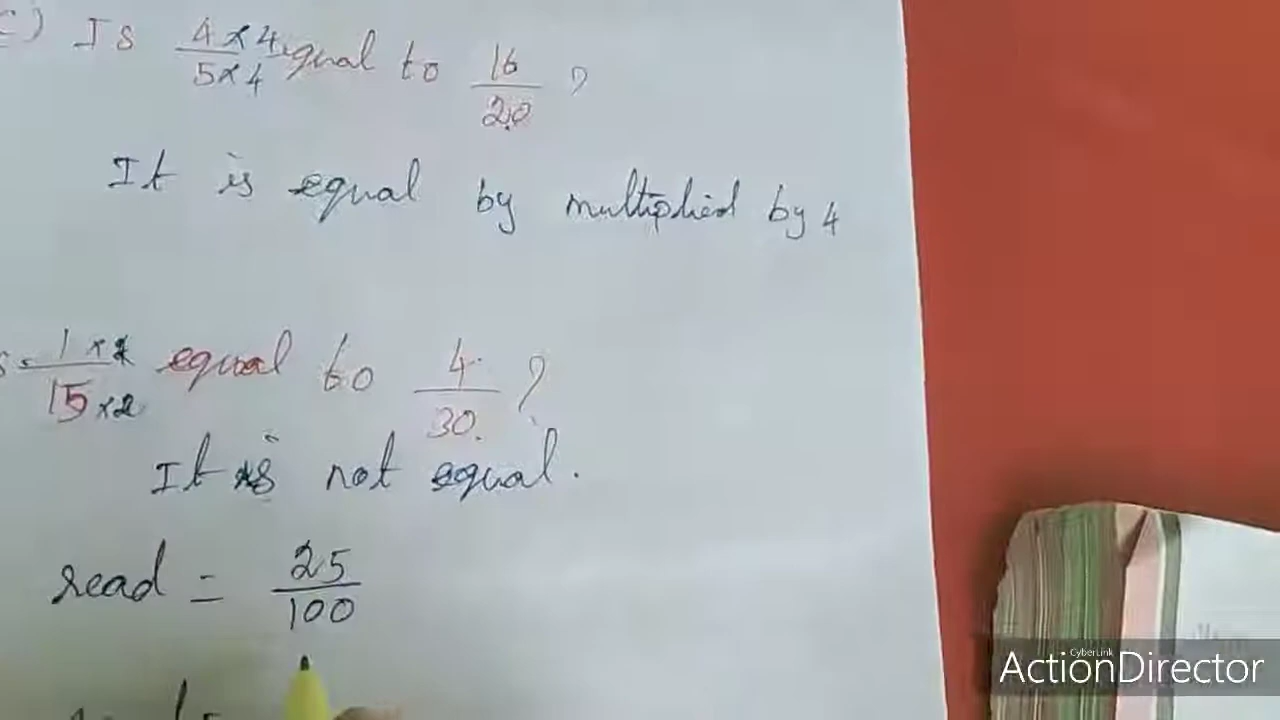 c) Is 4×4/5×4 equal to 16/20 ?
It is equal by multiplied by 4
1×2/15×2 equal to 4/30 ?
It is not equal.
read = 25/100
CyberLink
ActionDirector